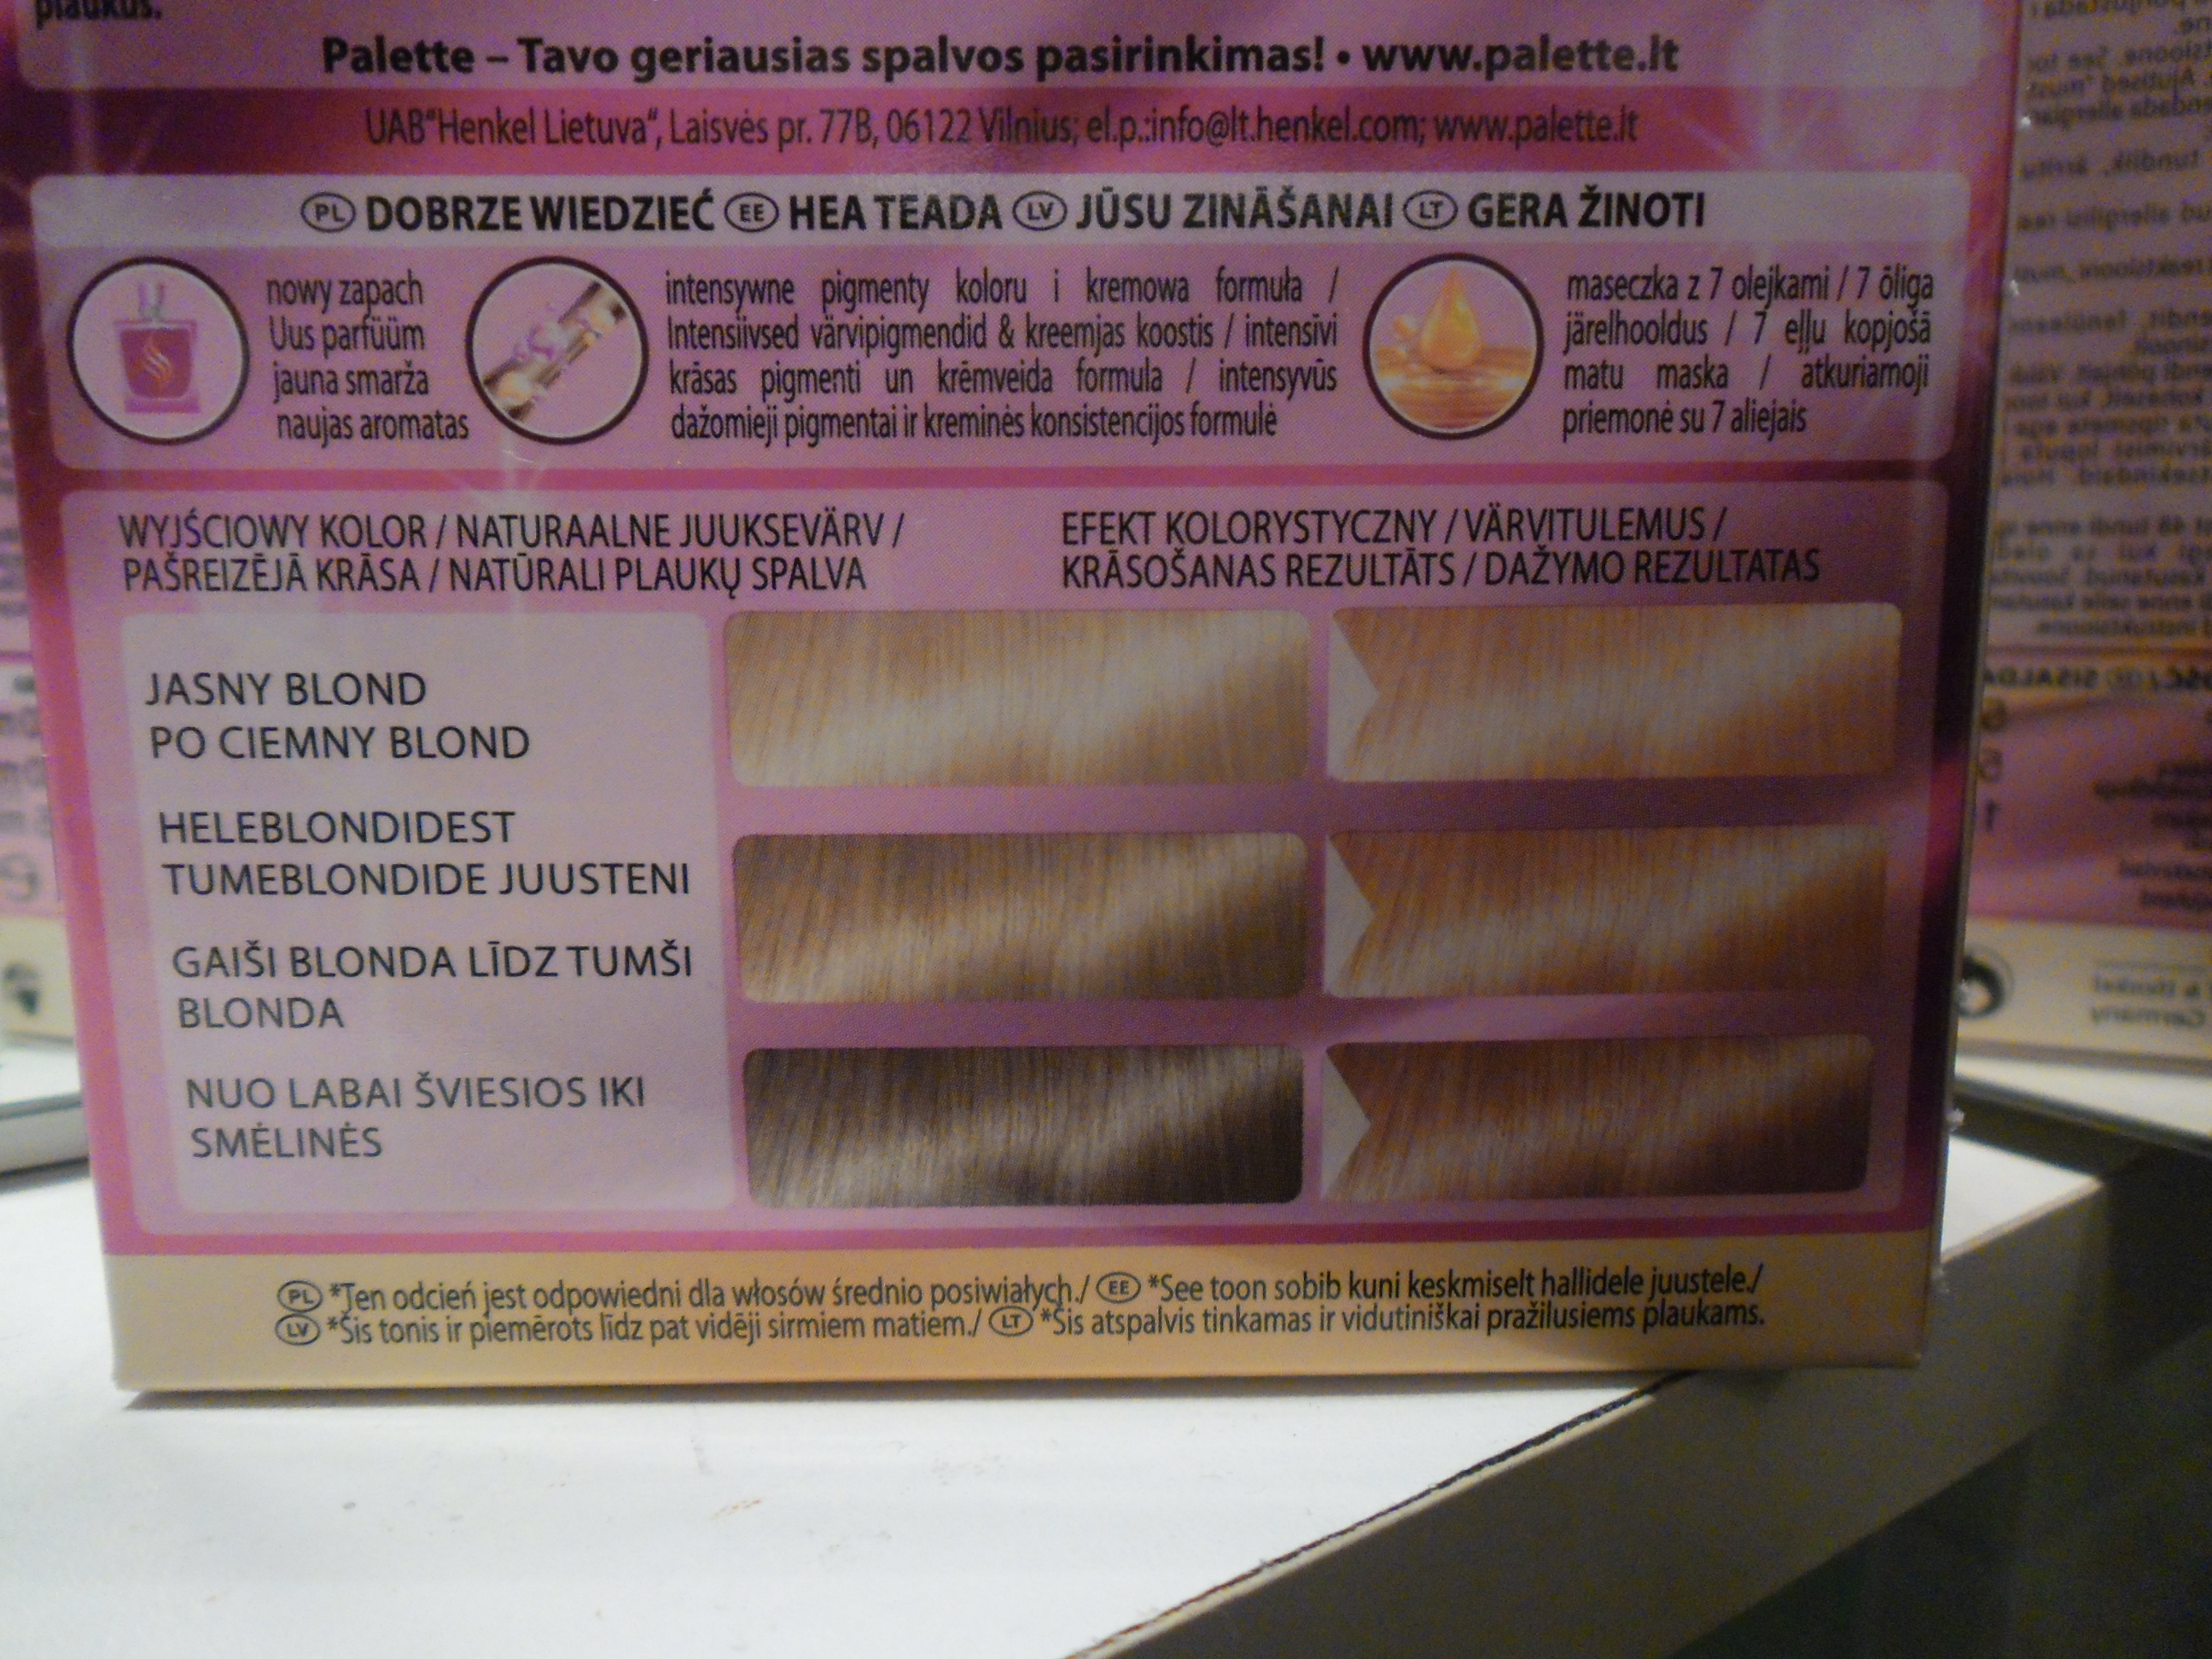 plaukus.
Palette – Tavo geriausias spalvos pasirinkimas! • www.palette.lt
UAB"Henkel Lietuva", Laisvės pr. 77B, 06122 Vilnius; el.p.:info@lt.henkel.com; www.palette.lt
PL DOBRZE WIEDZIEĆ EE HEA TEADA LV JŪSU ZINĀŠANAI LT GERA ŽINOTI
nowy zapach
Uus parfüüm
jauna smarža
naujas aromatas
intensywne pigmenty koloru i kremowa formuła /
Intensiivsed värvipigmendid & kreemjas koostis / intensīvi
krāsas pigmenti un krēmveida formula / intensyvūs
dažomieji pigmentai ir kreminės konsistencijos formulė
maseczka z 7 olejkami / 7 õliga
järelhooldus / 7 eļļu kopjošā
matu maska / atkuriamoji
priemonė su 7 aliejais
WYJŚCIOWY KOLOR / NATURAALNE JUUKSEVÄRV /
PAŠREIZĒJĀ KRĀSA / NATŪRALI PLAUKŲ SPALVA
EFEKT KOLORYSTYCZNY / VÄRVITULEMUS /
KRĀSOŠANAS REZULTĀTS / DAŽYMO REZULTATAS
JASNY BLOND
PO CIEMNY BLOND
HELEBLONDIDEST
TUMEBLONDIDE JUUSTENI
GAIŠI BLONDA LĪDZ TUMŠI
BLONDA
NUO LABAI ŠVIESIOS IKI
SMĖLINĖS
PL *Ten odcień jest odpowiedni dla włosów średnio posiwiałych./ EE *See toon sobib kuni keskmiselt hallidele juustele./
LV *Šis tonis ir piemērots līdz pat vidēji sirmiem matiem./ LT *Šis atspalvis tinkamas ir vidutiniškai pražilusiems plaukams.